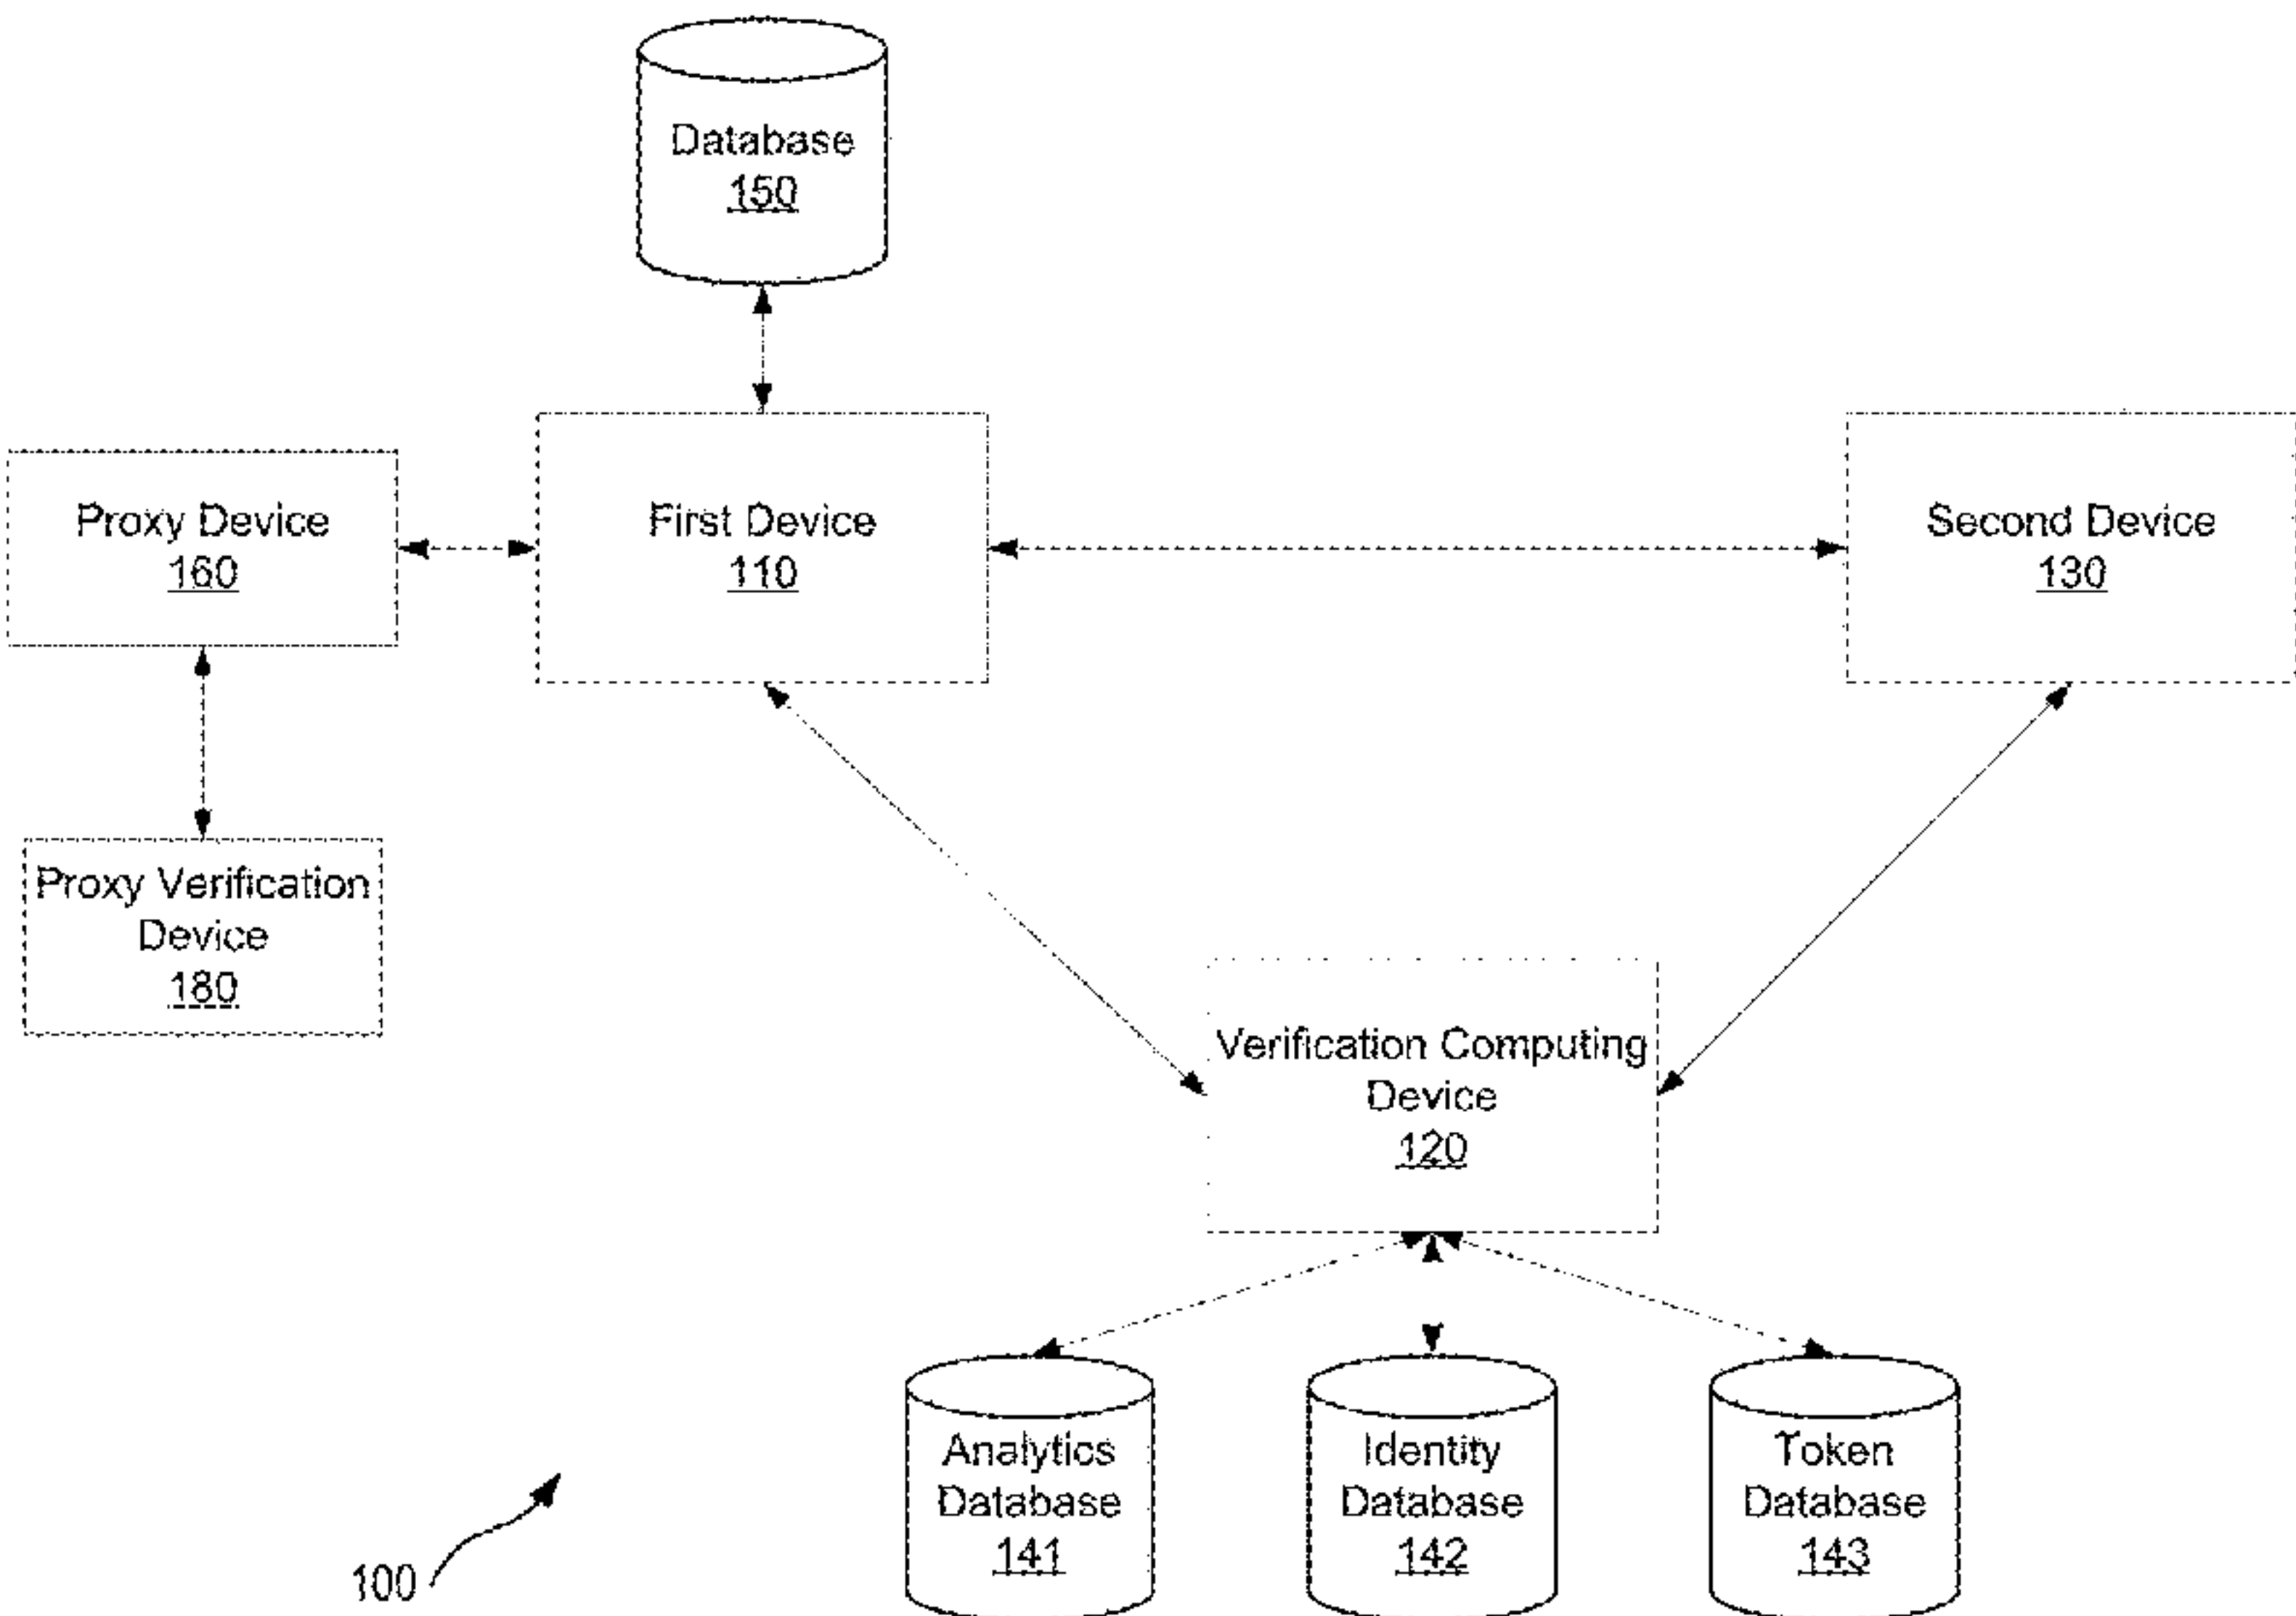 Database
150
Proxy Device
160
First Device
110
Second Device
130
Proxy Verification
Device
180
Verification Computing
Device
120
Analytics
Database
141
Identity
Database
142
Token
Database
143
100